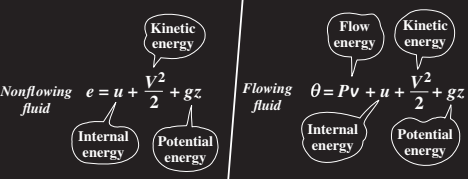 Kinetic
energy
Nonflowing
fluid
e = u + V²/2 + gz
Internal
energy
Potential
energy
Flow
energy
Kinetic
energy
Flowing
fluid
θ = Pv + u + V²/2 + gz
Internal
energy
Potential
energy